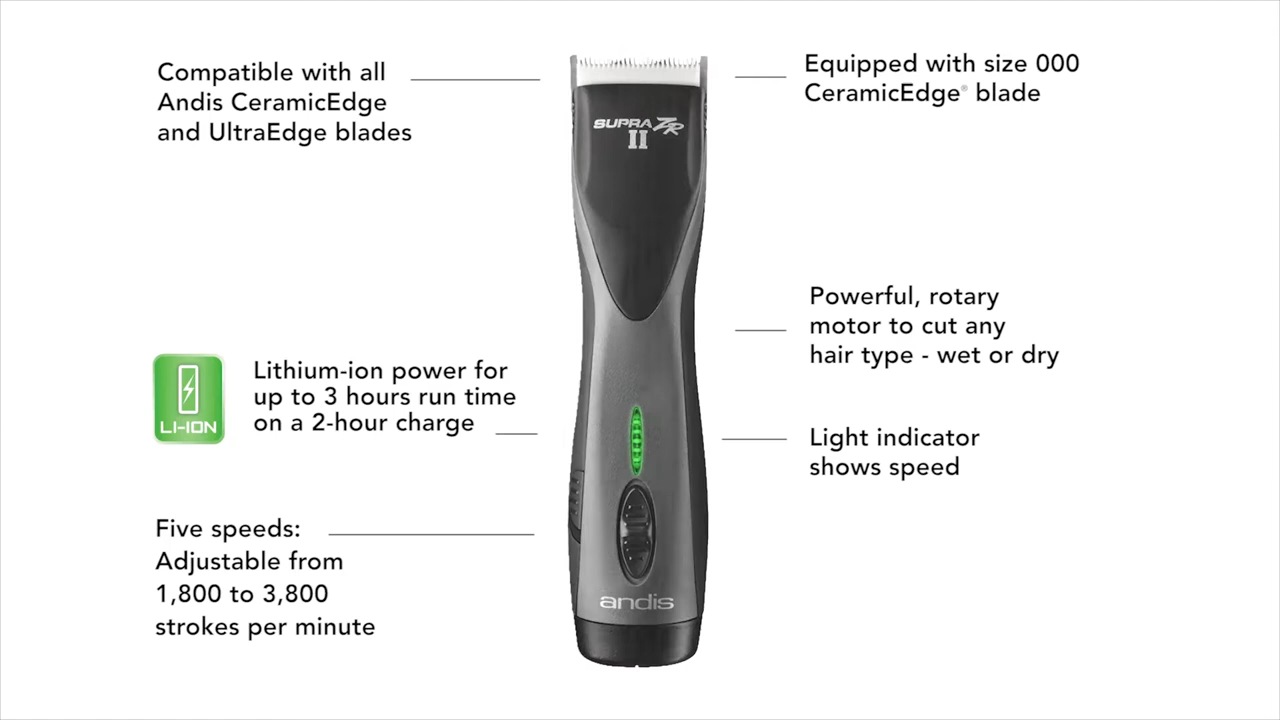 Compatible with all
Andis CeramicEdge
and UltraEdge blades
Equipped with size 000
CeramicEdge® blade
SUPRA ZR
II
Powerful, rotary
motor to cut any
hair type - wet or dry
LI-ION
Lithium-ion power for
up to 3 hours run time
on a 2-hour charge
Light indicator
shows speed
Five speeds:
Adjustable from
1,800 to 3,800
strokes per minute
andis